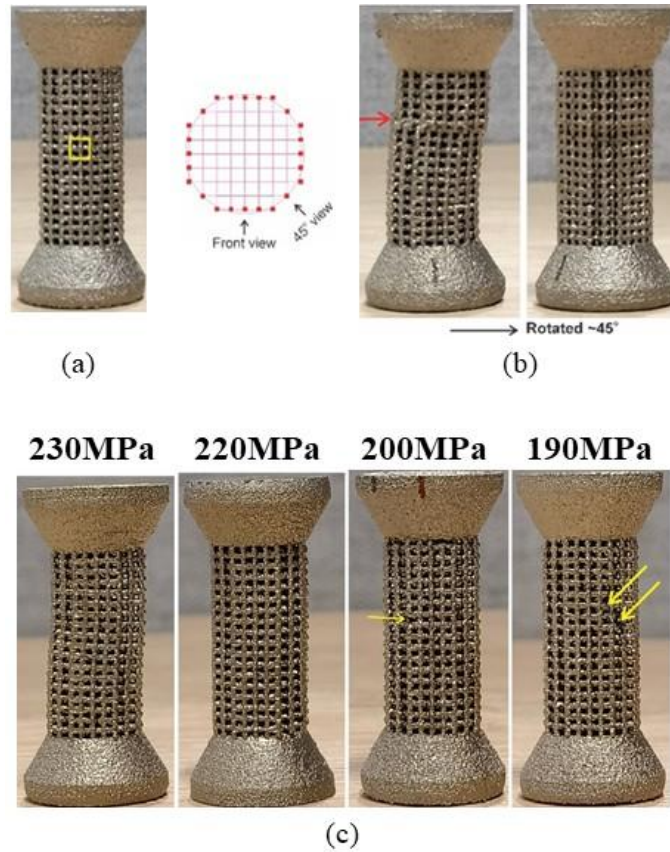 Front view
45° view
Rotated ~45°
(a)
(b)
230MPa
220MPa
200MPa
190MPa
(c)